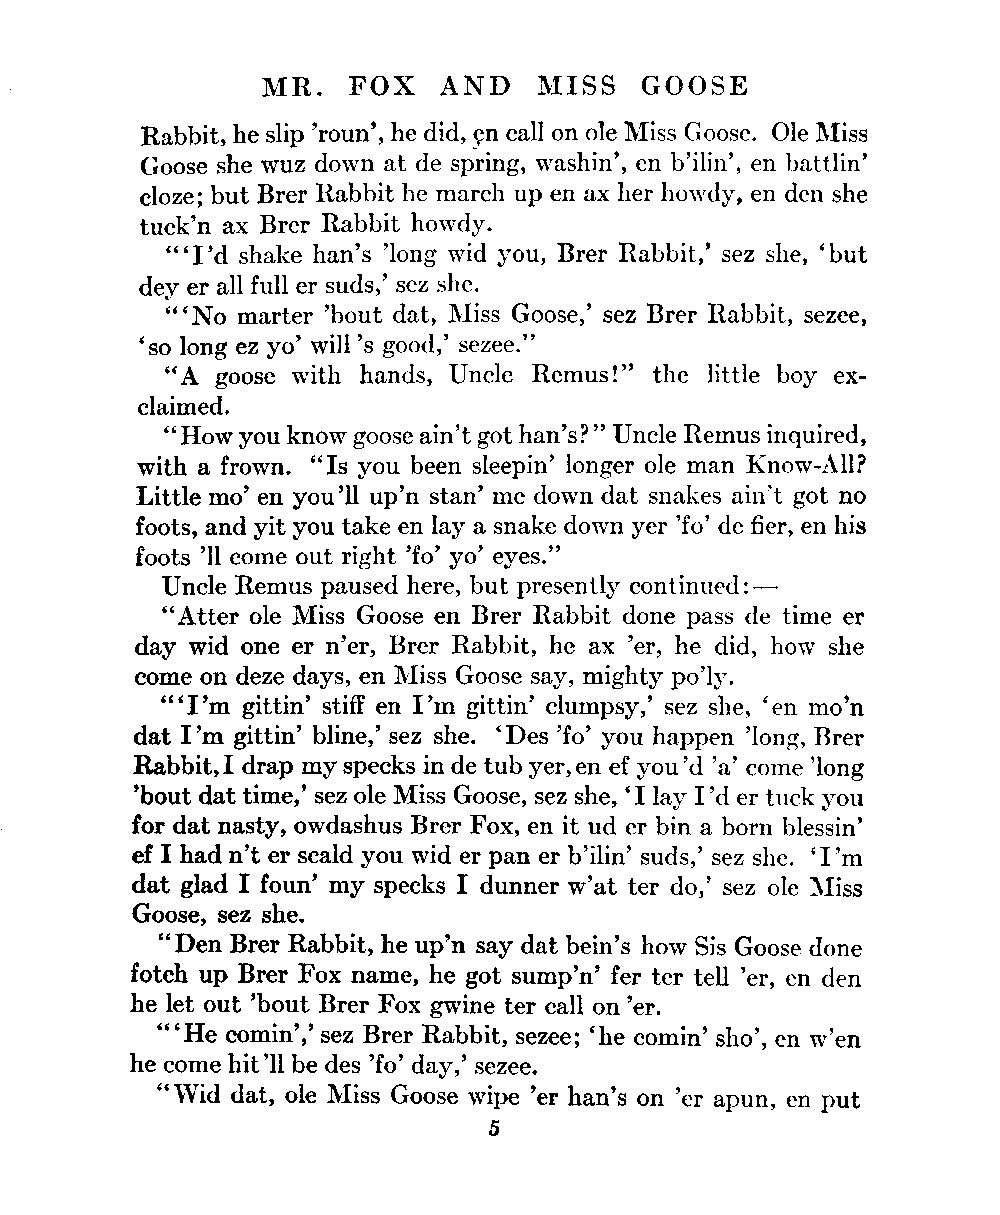 MR. FOX AND MISS GOOSE
Rabbit, he slip ’roun’, he did, en call on ole Miss Goose. Ole Miss
Goose she wuz down at de spring, washin’, en b’ilin’, en battlin’
cloze; but Brer Rabbit he march up en ax her howdy, en den she
tuck’n ax Brer Rabbit howdy.
“‘I’d shake han’s ’long wid you, Brer Rabbit,’ sez she, ‘but
dey er all full er suds,’ sez she.
“‘No marter ’bout dat, Miss Goose,’ sez Brer Rabbit, sezee,
‘so long ez yo’ will ’s good,’ sezee.”
“A goose with hands, Uncle Remus!” the little boy ex-
claimed.
“How you know goose ain’t got han’s?” Uncle Remus inquired,
with a frown. “Is you been sleepin’ longer ole man Know-All?
Little mo’ en you’ll up’n stan’ me down dat snakes ain’t got no
foots, and yit you take en lay a snake down yer ’fo’ de fier, en his
foots ’ll come out right ’fo’ yo’ eyes.”
Uncle Remus paused here, but presently continued:—
“Atter ole Miss Goose en Brer Rabbit done pass de time er
day wid one er n’er, Brer Rabbit, he ax ’er, he did, how she
come on deze days, en Miss Goose say, mighty po’ly.
“‘I’m gittin’ stiff en I’m gittin’ clumpsy,’ sez she, ‘en mo’n
dat I’m gittin’ bline,’ sez she. ‘Des ’fo’ you happen ’long, Brer
Rabbit, I drap my specks in de tub yer, en ef you’d ’a’ come ’long
’bout dat time,’ sez ole Miss Goose, sez she, ‘I lay I’d er tuck you
for dat nasty, owdashus Brer Fox, en it ud er bin a born blessin’
ef I had n’t er scald you wid er pan er b’ilin’ suds,’ sez she. ‘I’m
dat glad I foun’ my specks I dunner w’at ter do,’ sez ole Miss
Goose, sez she.
“Den Brer Rabbit, he up’n say dat bein’s how Sis Goose done
fotch up Brer Fox name, he got sump’n’ fer ter tell ’er, en den
he let out ’bout Brer Fox gwine ter call on ’er.
“‘He comin’,’ sez Brer Rabbit, sezee; ‘he comin’ sho’, en w’en
he come hit’ll be des ’fo’ day,’ sezee.
“Wid dat, ole Miss Goose wipe ’er han’s on ’er apun, en put
5